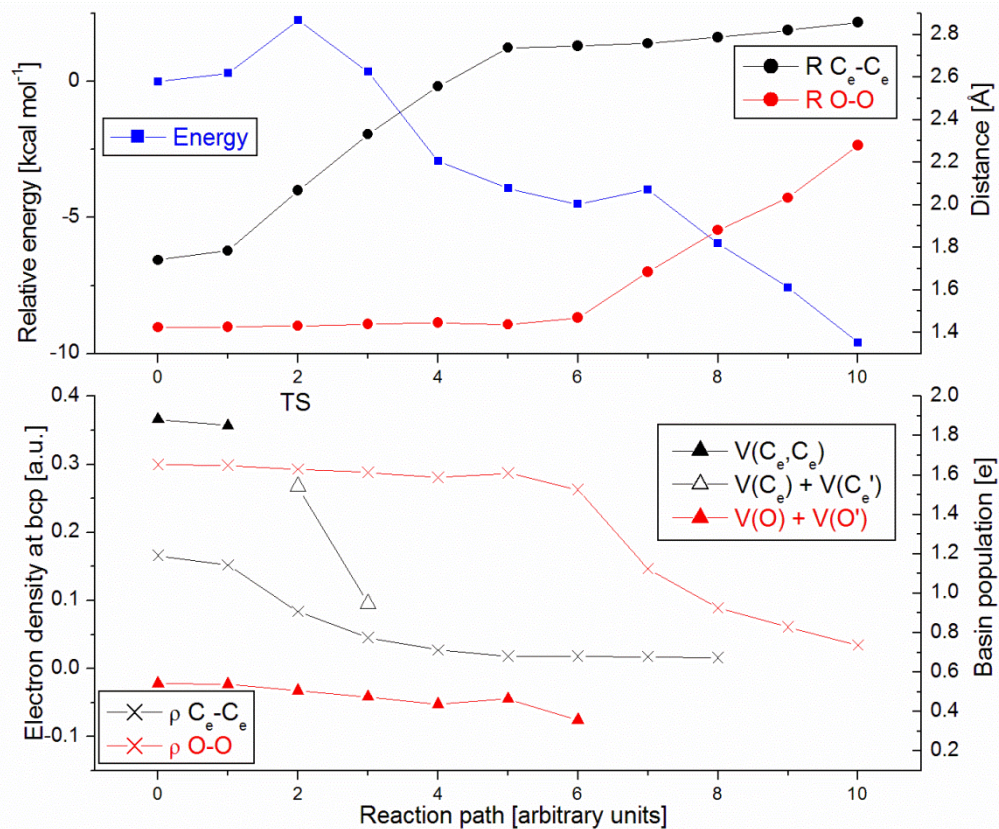 Relative energy [kcal mol⁻¹]
0
-5
-10
Energy
R Cₑ-Cₑ
R O-O
2.8
2.6
2.4
2.2
2.0
1.8
1.6
1.4
Distance [Å]
0 2 4 6 8 10
TS
Electron density at bcp [a.u.]
0.4
0.3
0.2
0.1
0.0
-0.1
V(Cₑ,Cₑ)
V(Cₑ) + V(Cₑ')
V(O) + V(O')
ρ Cₑ-Cₑ
ρ O-O
2.0
1.8
1.6
1.4
1.2
1.0
0.8
0.6
0.4
0.2
Basin population [e]
0 2 4 6 8 10
Reaction path [arbitrary units]